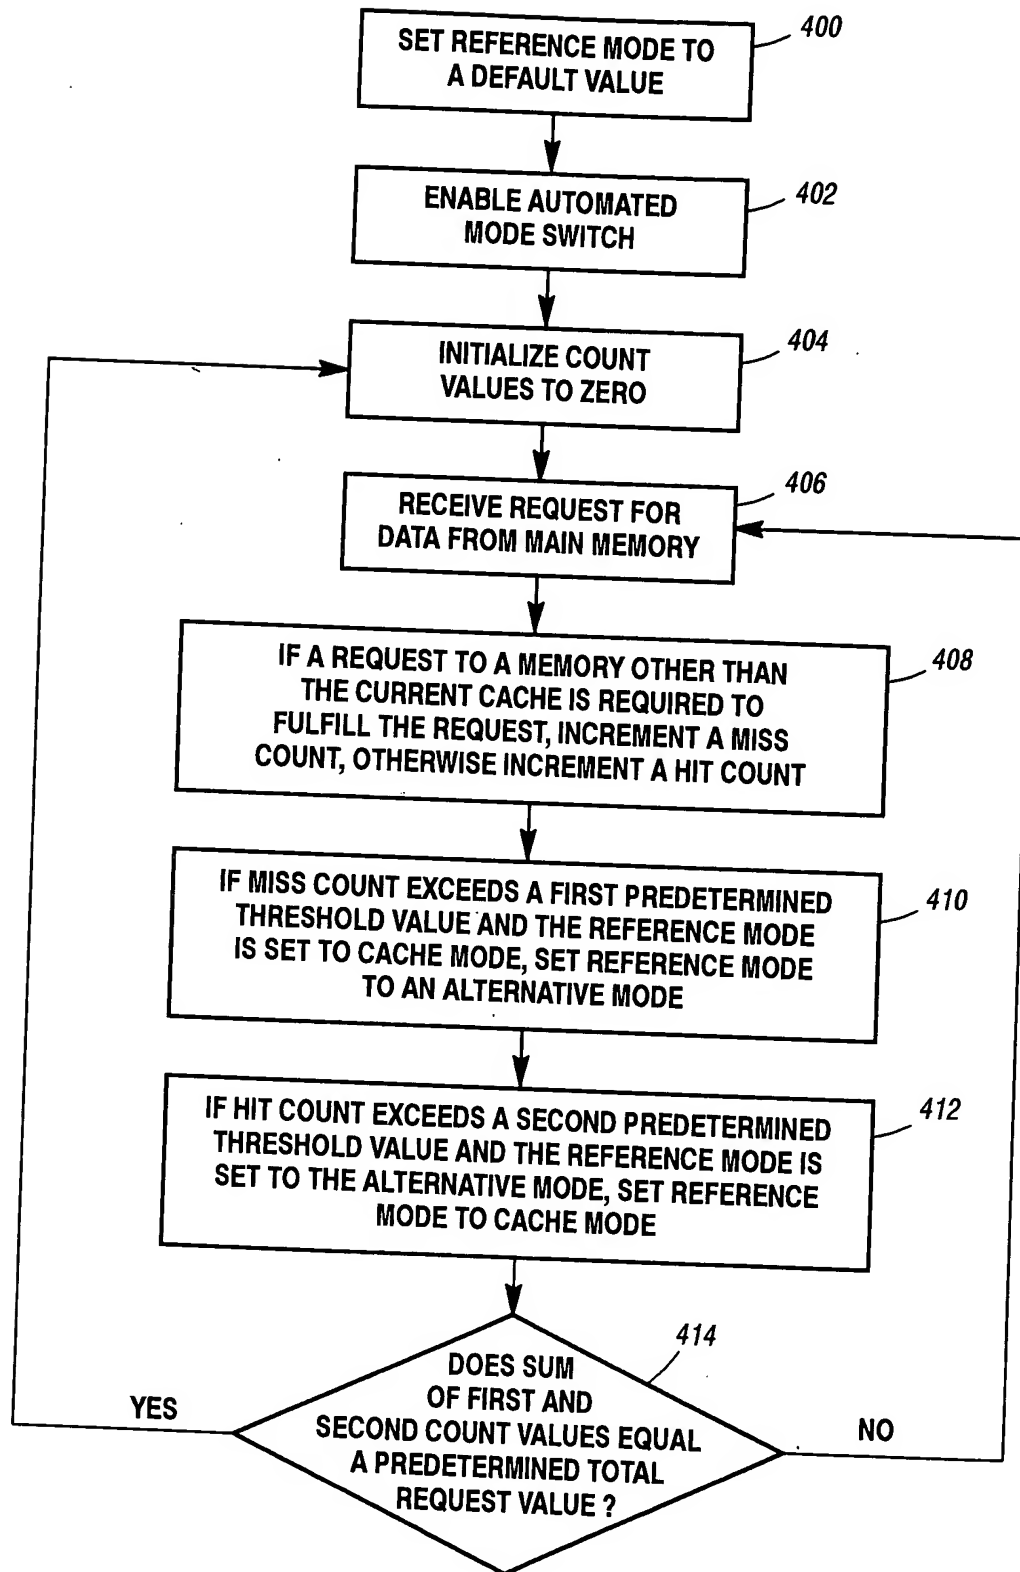 400
SET REFERENCE MODE TO
A DEFAULT VALUE
402
ENABLE AUTOMATED
MODE SWITCH
404
INITIALIZE COUNT
VALUES TO ZERO
406
RECEIVE REQUEST FOR
DATA FROM MAIN MEMORY
408
IF A REQUEST TO A MEMORY OTHER THAN
THE CURRENT CACHE IS REQUIRED TO
FULFILL THE REQUEST, INCREMENT A MISS
COUNT, OTHERWISE INCREMENT A HIT COUNT
410
IF MISS COUNT EXCEEDS A FIRST PREDETERMINED
THRESHOLD VALUE AND THE REFERENCE MODE
IS SET TO CACHE MODE, SET REFERENCE MODE
TO AN ALTERNATIVE MODE
412
IF HIT COUNT EXCEEDS A SECOND PREDETERMINED
THRESHOLD VALUE AND THE REFERENCE MODE IS
SET TO THE ALTERNATIVE MODE, SET REFERENCE
MODE TO CACHE MODE
414
DOES SUM
OF FIRST AND
SECOND COUNT VALUES EQUAL
A PREDETERMINED TOTAL
REQUEST VALUE ?
YES
NO